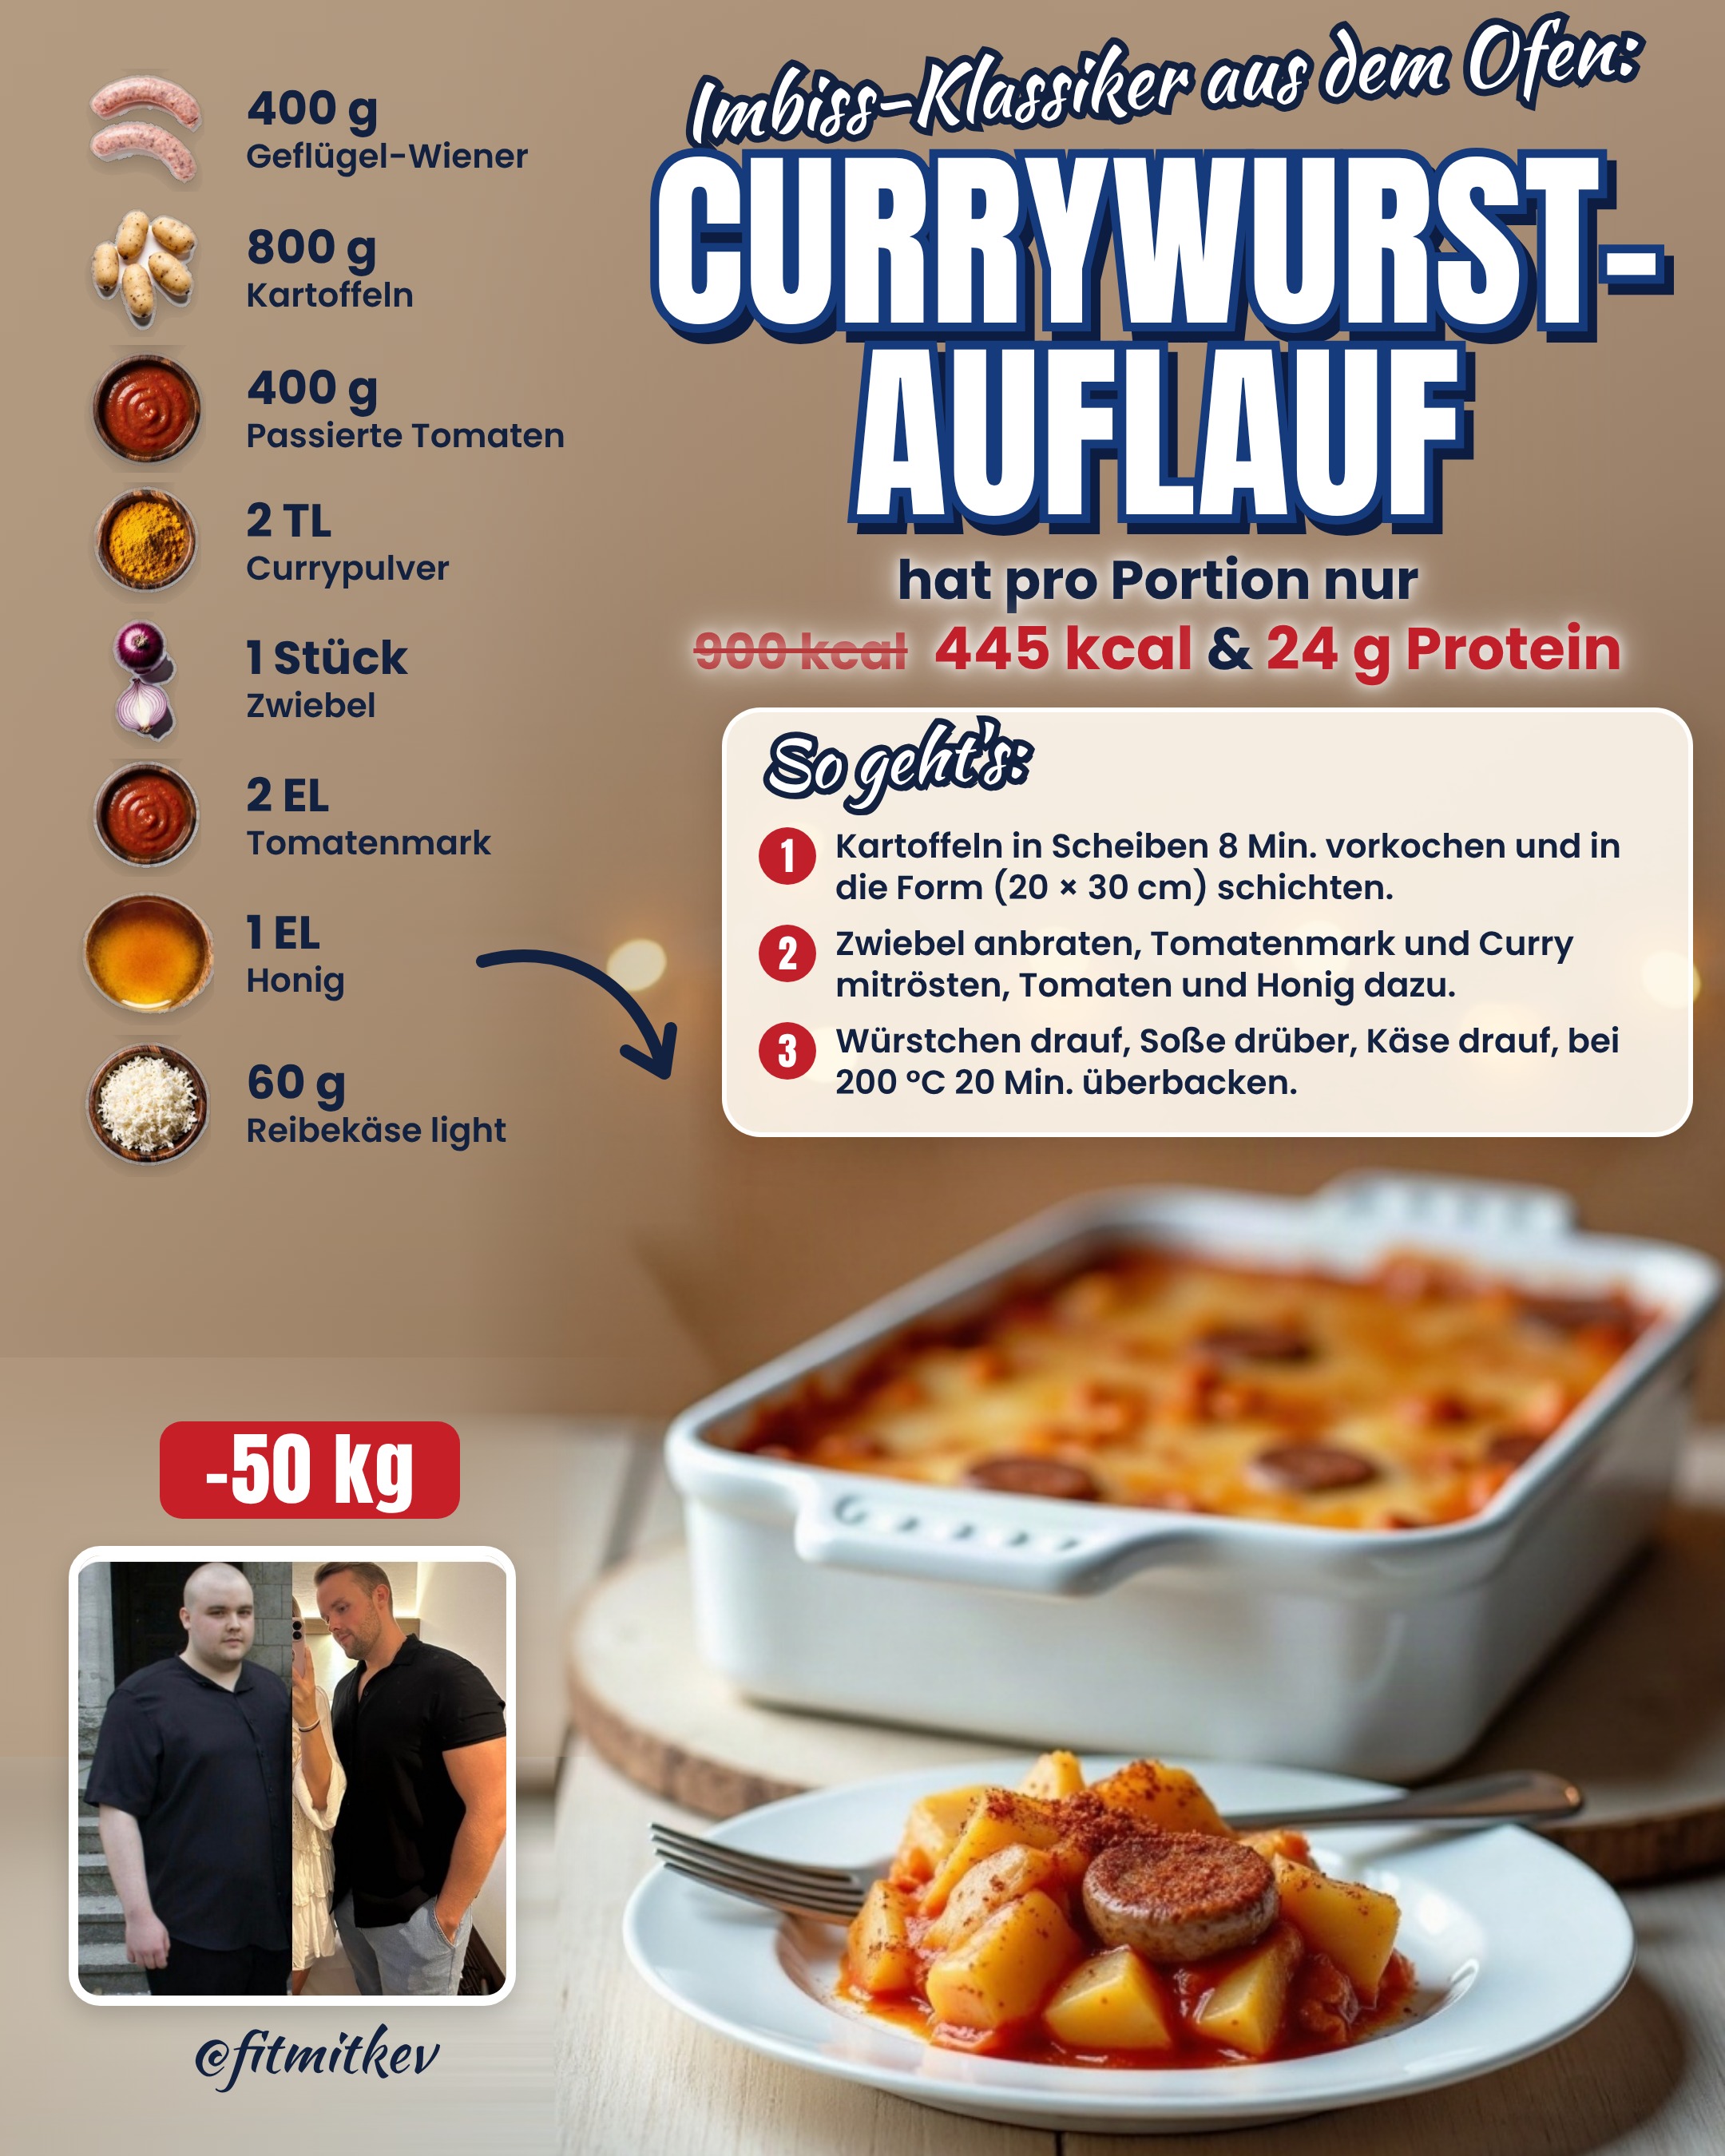 Imbiss-Klassiker aus dem Ofen:
CURRYWURST-
AUFLAUF
hat pro Portion nur
900 kcal 445 kcal & 24 g Protein
400 g
Geflügel-Wiener
800 g
Kartoffeln
400 g
Passierte Tomaten
2 TL
Currypulver
1 Stück
Zwiebel
2 EL
Tomatenmark
1 EL
Honig
60 g
Reibekäse light
So geht's:
1 Kartoffeln in Scheiben 8 Min. vorkochen und in
die Form (20 × 30 cm) schichten.
2 Zwiebel anbraten, Tomatenmark und Curry
mitrösten, Tomaten und Honig dazu.
3 Würstchen drauf, Soße drüber, Käse drauf, bei
200 °C 20 Min. überbacken.
-50 kg
@fitmitkev